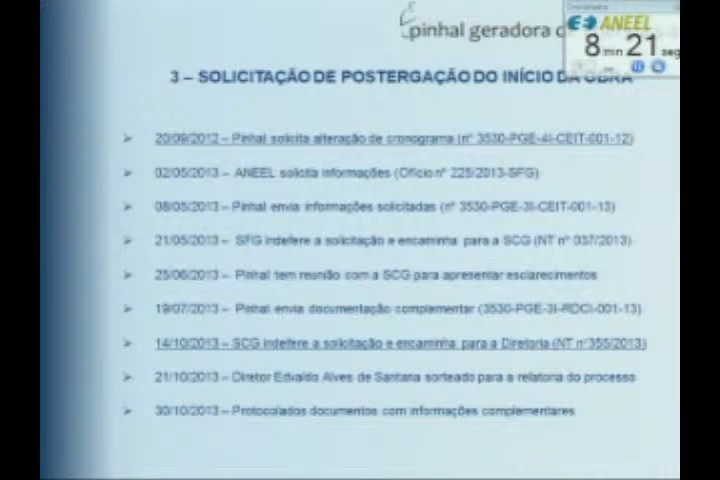 pinhal geradora d
ANEEL
8 min 21 seg
3 – SOLICITAÇÃO DE POSTERGAÇÃO DO INÍCIO DA OBRA
➢ 20/09/2012 – Pinhal solicita alteração de cronograma (nº 3530-PGE-4I-CEIT-001-12)
➢ 02/05/2013 – ANEEL solicita informações (Ofício nº 225/2013-SFG)
➢ 08/05/2013 – Pinhal envia informações solicitadas (nº 3530-PGE-3I-CEIT-001-13)
➢ 21/05/2013 – SFG indefere a solicitação e encaminha para a SCG (NT nº 037/2013)
➢ 25/06/2013 – Pinhal tem reunião com a SCG para apresentar esclarecimentos
➢ 19/07/2013 – Pinhal envia documentação complementar (3530-PGE-3I-RDCI-001-13)
➢ 14/10/2013 – SCG indefere a solicitação e encaminha para a Diretoria (NT nº355/2013)
➢ 21/10/2013 – Diretor Edvaldo Alves de Santana sorteado para a relatoria do processo
➢ 30/10/2013 – Protocolados documentos com informações complementares